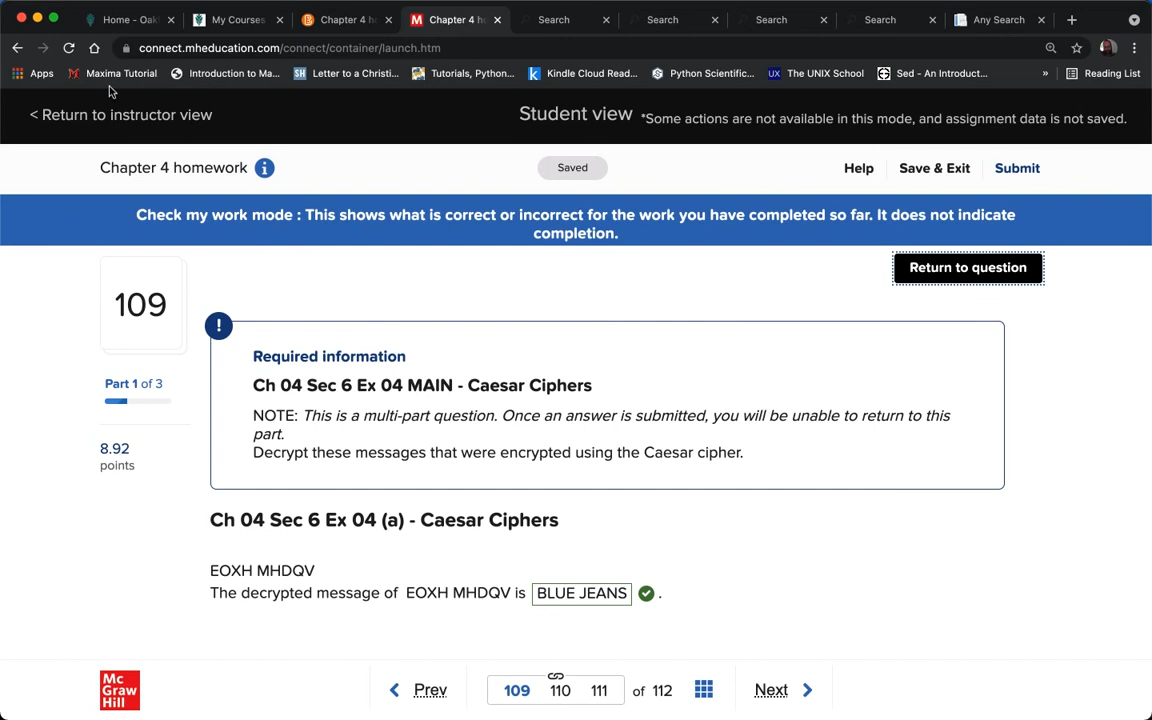 Home - Oak
My Courses
Chapter 4 h
Chapter 4 h
Search
Search
Search
Search
Any Search
connect.mheducation.com/connect/container/launch.htm
Apps
Maxima Tutorial
Introduction to Ma...
Letter to a Christi...
Tutorials, Python...
Kindle Cloud Read...
Python Scientific...
The UNIX School
Sed - An Introduct...
»
Reading List
< Return to instructor view
Student view *Some actions are not available in this mode, and assignment data is not saved.
Chapter 4 homework
Saved
Help
Save & Exit
Submit
Check my work mode : This shows what is correct or incorrect for the work you have completed so far. It does not indicate
completion.
Return to question
109
!
Required information
Ch 04 Sec 6 Ex 04 MAIN - Caesar Ciphers
NOTE: This is a multi-part question. Once an answer is submitted, you will be unable to return to this
part.
Decrypt these messages that were encrypted using the Caesar cipher.
Part 1 of 3
8.92
points
Ch 04 Sec 6 Ex 04 (a) - Caesar Ciphers
EOXH MHDQV
The decrypted message of EOXH MHDQV is BLUE JEANS .
Mc
Graw
Hill
Prev
109 110 111 of 112
Next